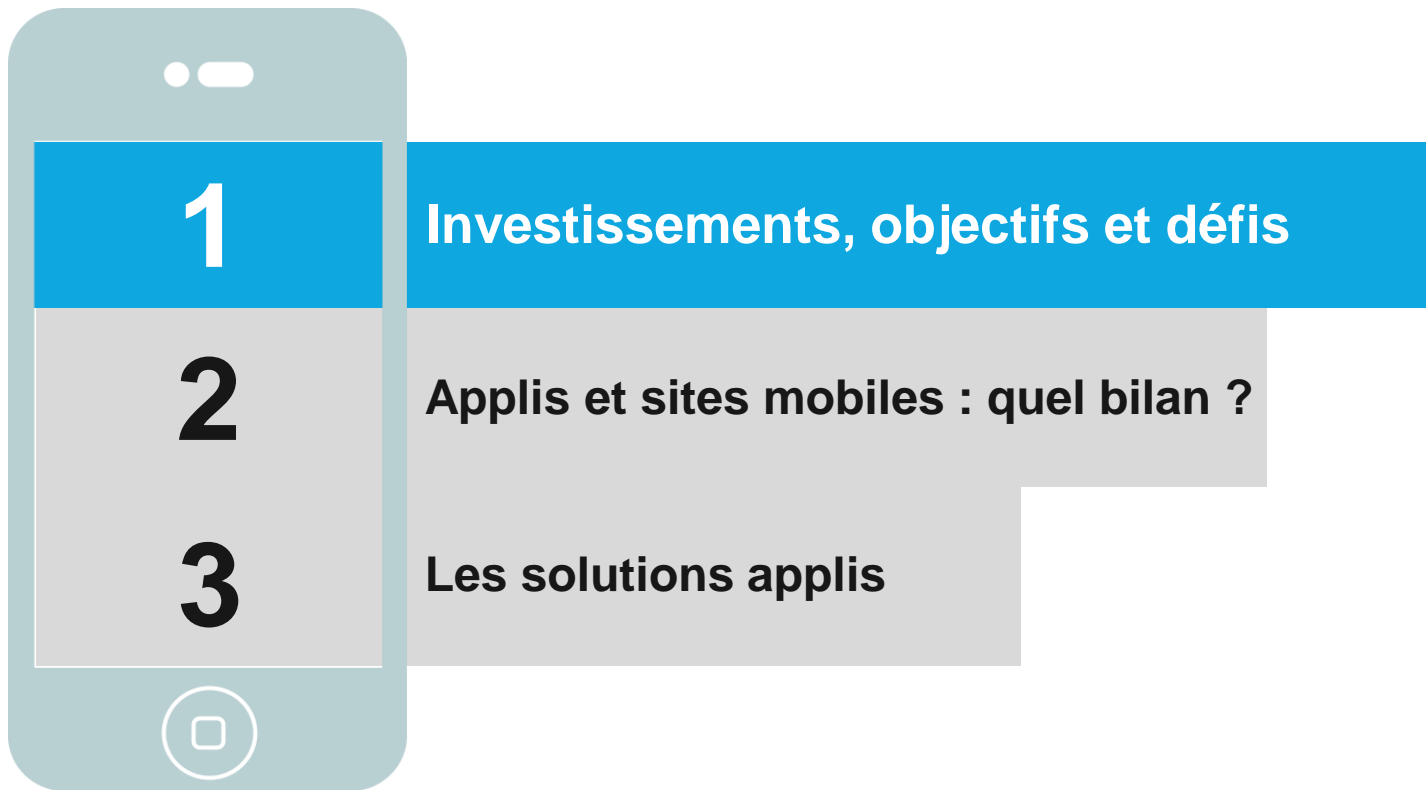 1
Investissements, objectifs et défis
2
Applis et sites mobiles : quel bilan ?
3
Les solutions applis